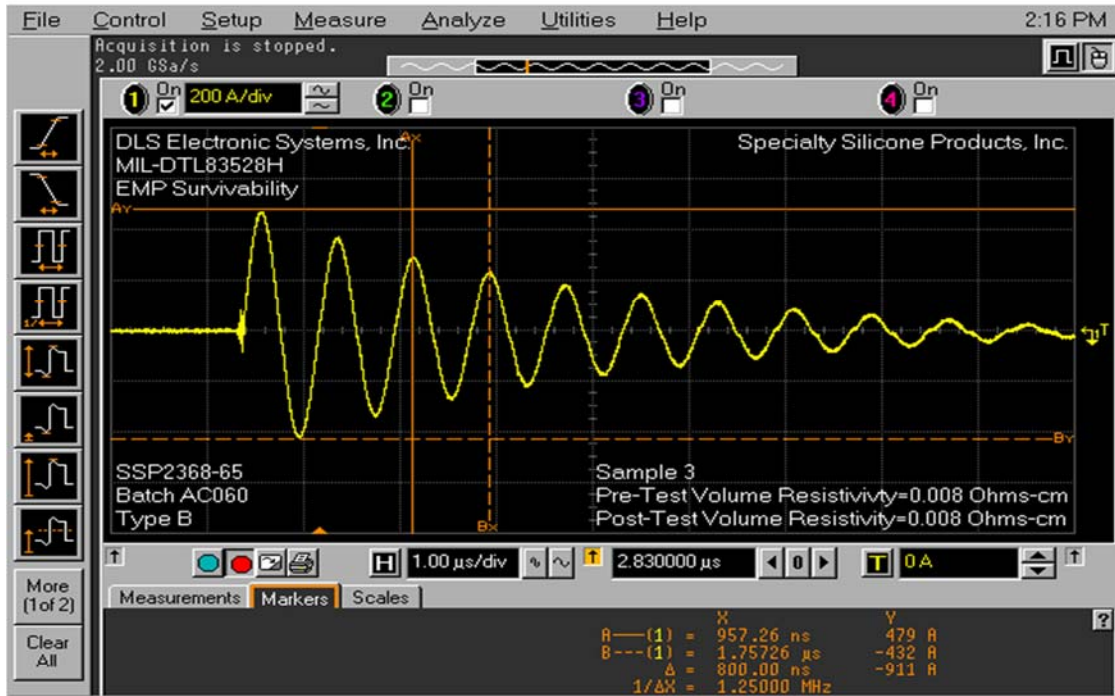 File Control Setup Measure Analyze Utilities Help 2:16 PM
Acquisition is stopped.
2.00 GSa/s
1 On 200 A/div 2 On 3 On 4 On
DLS Electronic Systems, Inc. Ax Specialty Silicone Products, Inc.
MIL-DTL83528H
EMP Survivability
Ay
T
By
SSP2368-65 Sample 3
Batch AC060 Pre-Test Volume Resistivivty=0.008 Ohms-cm
Type B Bx Post-Test Volume Resistivity=0.008 Ohms-cm
H 1.00 µs/div 2.830000 µs 0 T 0 A
More
(1 of 2)
Clear
All
Measurements Markers Scales
X Y ?
A——(1) = 957.26 ns 479 A
B---(1) = 1.75726 µs -432 A
Δ = 800.00 ns -911 A
1/ΔX = 1.25000 MHz